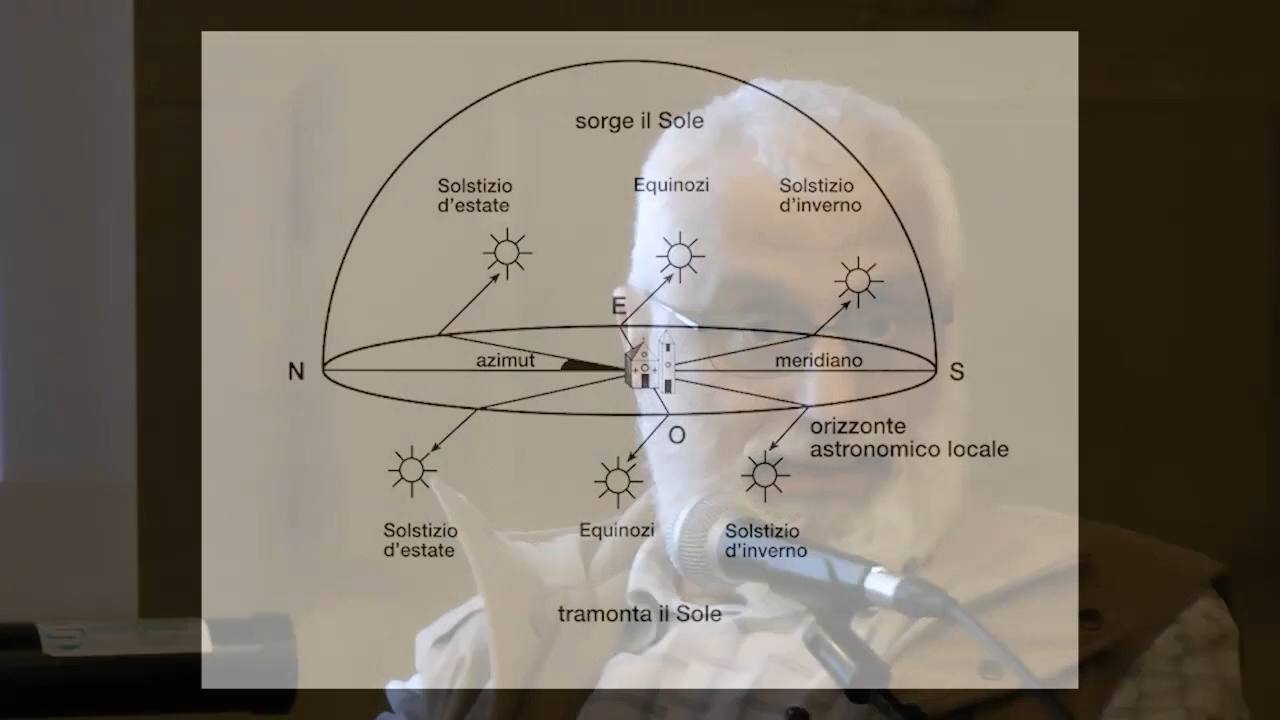 sorge il Sole
Solstizio
d'estate
Equinozi
Solstizio
d'inverno
E
N
azimut
meridiano
S
O
orizzonte
astronomico locale
Solstizio
d'estate
Equinozi
Solstizio
d'inverno
tramonta il Sole